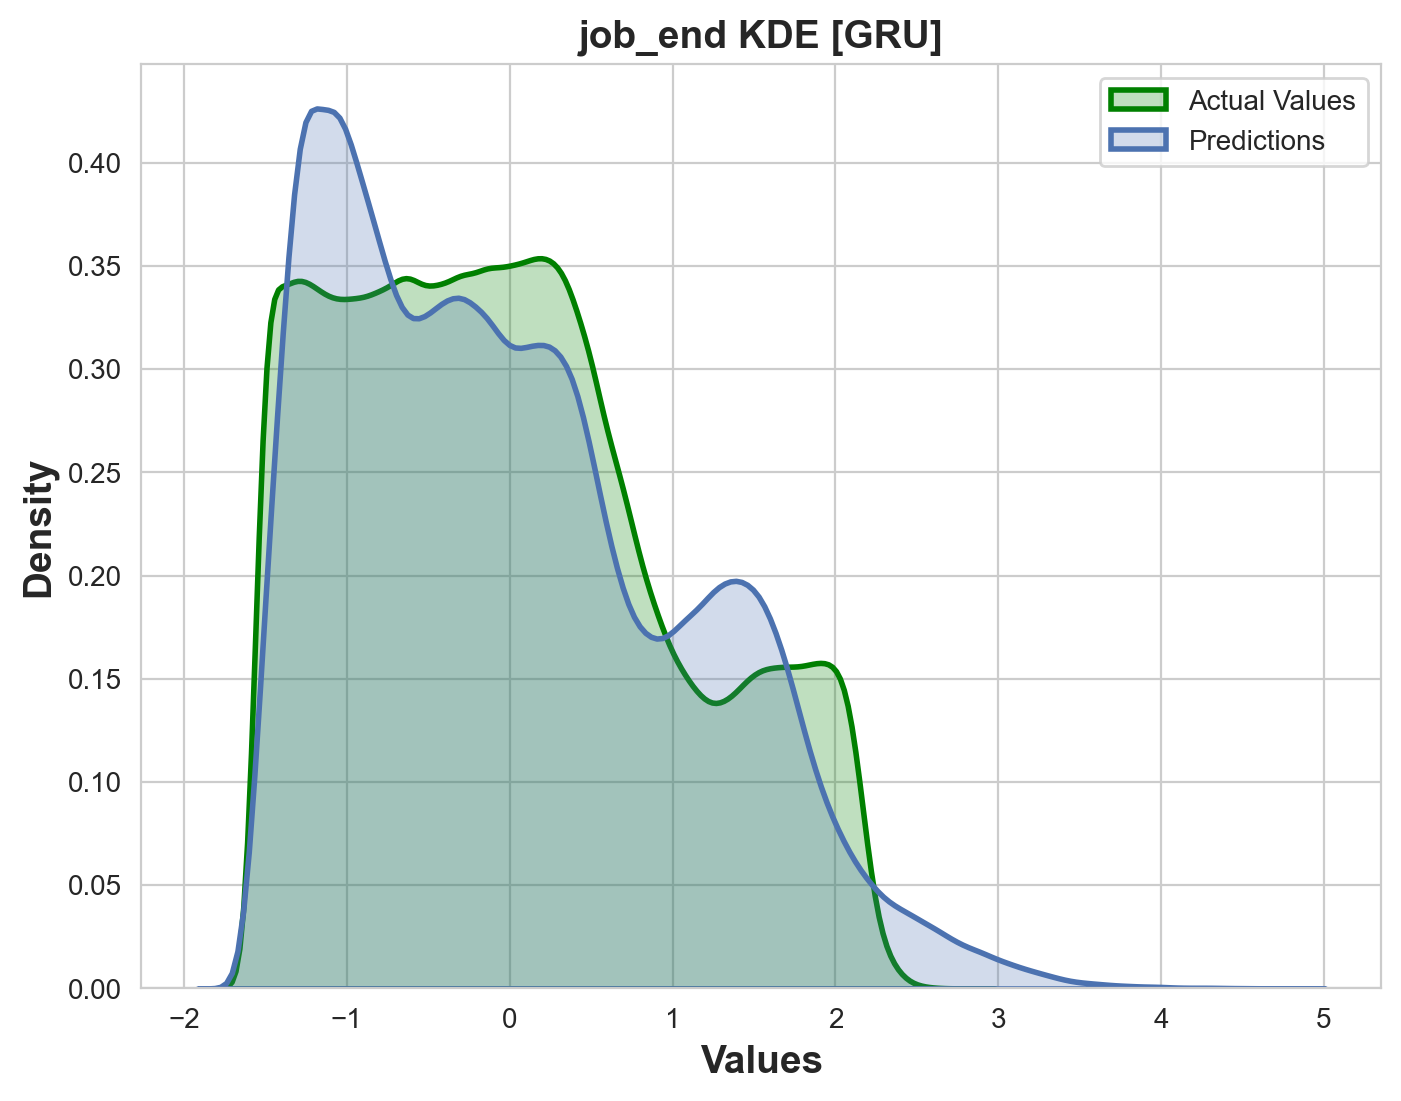 job_end KDE [GRU]
Actual Values
Predictions
0.40
0.35
0.30
0.25
0.20
0.15
0.10
0.05
0.00
Density
−2 −1 0 1 2 3 4 5
Values